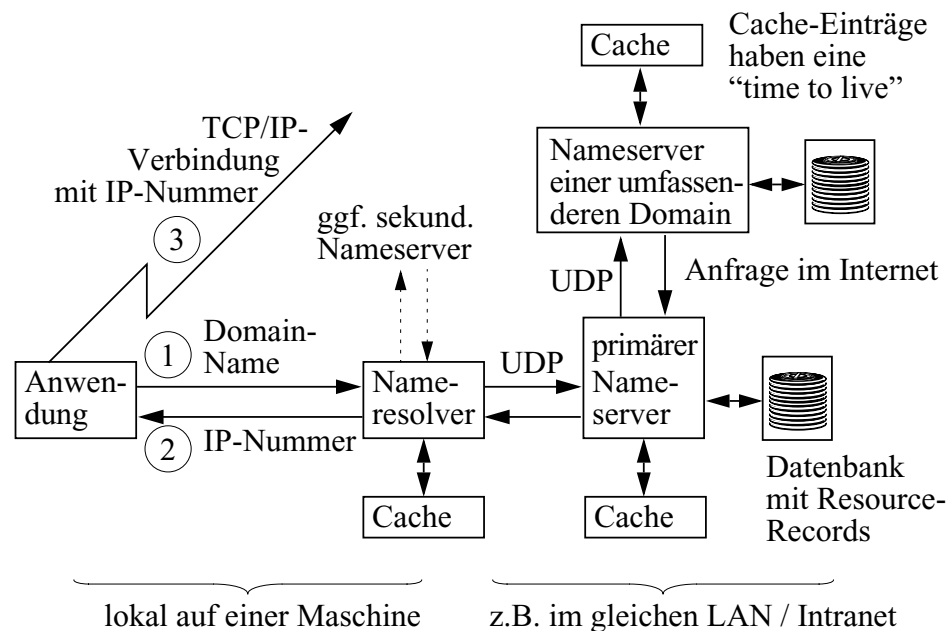 Cache
Cache-Einträge
haben eine
“time to live”
TCP/IP-
Verbindung
mit IP-Nummer
3
Nameserver
einer umfassen-
deren Domain
ggf. sekund.
Nameserver
UDP
Anfrage im Internet
1
Domain-
Name
Anwen-
dung
Name-
resolver
UDP
primärer
Name-
server
2
IP-Nummer
Cache
Cache
Datenbank
mit Resource-
Records
lokal auf einer Maschine
z.B. im gleichen LAN / Intranet